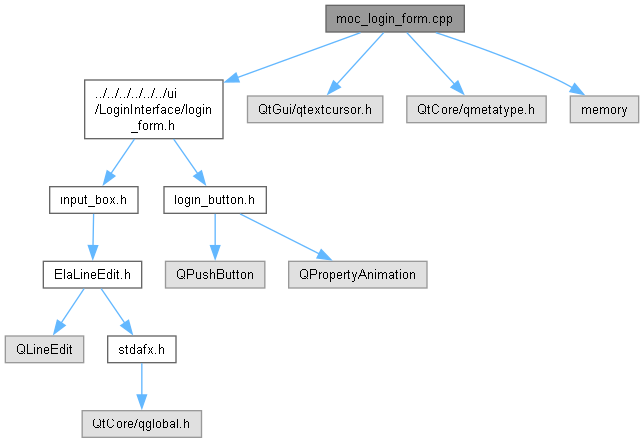 moc_login_form.cpp
../../../../../../ui
/LoginInterface/login
_form.h
QtGui/qtextcursor.h
QtCore/qmetatype.h
memory
input_box.h
login_button.h
ElaLineEdit.h
QPushButton
QPropertyAnimation
QLineEdit
stdafx.h
QtCore/qglobal.h